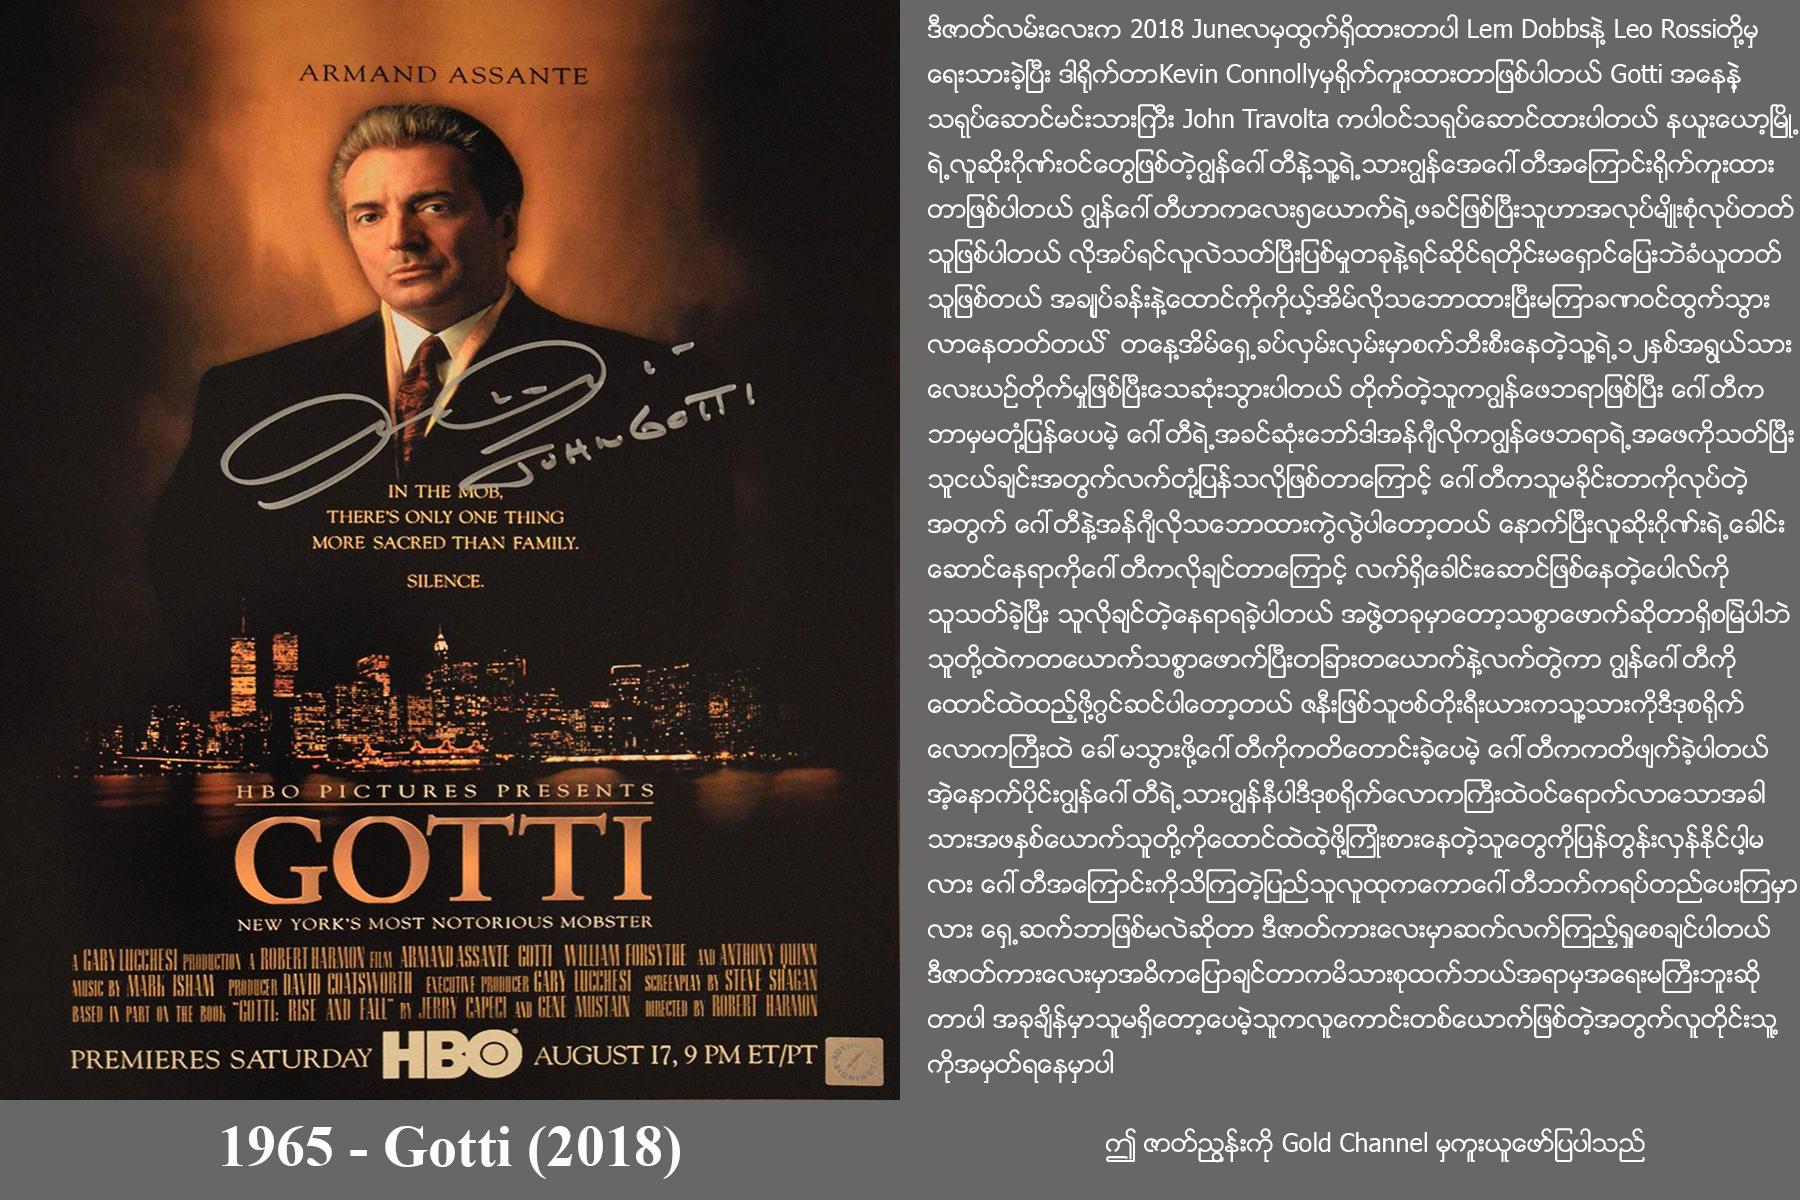 ARMAND ASSANTE
JOHN GOTTI
IN THE MOB,
THERE'S ONLY ONE THING
MORE SACRED THAN FAMILY.
SILENCE.
HBO PICTURES PRESENTS
GOTTI
NEW YORK'S MOST NOTORIOUS MOBSTER
A GARY LUCCHESI PRODUCTION A ROBERT HARMON FILM ARMAND ASSANTE GOTTI WILLIAM FORSYTHE AND ANTHONY QUINN
MUSIC BY MARK ISHAM PRODUCER DAVID COATSWORTH EXECUTIVE PRODUCER GARY LUCCHESI SCREENPLAY BY STEVE SHAGAN
BASED IN PART ON THE BOOK "GOTTI: RISE AND FALL" BY JERRY CAPECI AND GENE MUSTAIN DIRECTED BY ROBERT HARMON
PREMIERES SATURDAY HBO AUGUST 17, 9 PM ET/PT
1965 - Gotti (2018)
ဒီဇာတ်လမ်းလေးက 2018 Juneလမှထွက်ရှိထားတာပါ Lem Dobbsနဲ့ Leo Rossiတို့မှ
ရေးသားခဲ့ပြီး ဒါရိုက်တာKevin Connollyမှရိုက်ကူးထားတာဖြစ်ပါတယ် Gotti အနေနဲ့
သရုပ်ဆောင်မင်းသားကြီး John Travolta ကပါဝင်သရုပ်ဆောင်ထားပါတယ် နယူးယော့မြို့
ရဲ့လူဆိုးဂိုဏ်းဝင်တွေဖြစ်တဲ့ဂျွန်ဂေါ်တီနဲ့သူ့ရဲ့သားဂျွန်အေဂေါ်တီအကြောင်းရိုက်ကူးထား
တာဖြစ်ပါတယ် ဂျွန်ဂေါ်တီဟာကလေး၅ယောက်ရဲ့ဖခင်ဖြစ်ပြီးသူဟာအလုပ်မျိုးစုံလုပ်တတ်
သူဖြစ်ပါတယ် လိုအပ်ရင်လူလဲသတ်ပြီးပြစ်မှုတခုနဲ့ရင်ဆိုင်ရတိုင်းမရှောင်ပြေးဘဲခံယူတတ်
သူဖြစ်တယ် အချုပ်ခန်းနဲ့ထောင်ကိုကိုယ့်အိမ်လိုသဘောထားပြီးမကြာခဏဝင်ထွက်သွား
လာနေတတ်တယ် တနေ့အိမ်ရှေ့ခပ်လှမ်းလှမ်းမှာစက်ဘီးစီးနေတဲ့သူ့ရဲ့၁၂နှစ်အရွယ်သား
လေးယဉ်တိုက်မှုဖြစ်ပြီးသေဆုံးသွားပါတယ် တိုက်တဲ့သူကဂျွန်ဖေဘရာဖြစ်ပြီး ဂေါ်တီက
ဘာမှမတုံ့ပြန်ပေပမဲ့ ဂေါ်တီရဲ့အခင်ဆုံးဘော်ဒါအန်ဂျီလိုကဂျွန်ဖေဘရာရဲ့အဖေကိုသတ်ပြီး
သူငယ်ချင်းအတွက်လက်တုံ့ပြန်သလိုဖြစ်တာကြောင့် ဂေါ်တီကသူမခိုင်းတာကိုလုပ်တဲ့
အတွက် ဂေါ်တီနဲ့အန်ဂျီလိုသဘောထားကွဲလွဲပါတော့တယ် နောက်ပြီးလူဆိုးဂိုဏ်းရဲ့ခေါင်း
ဆောင်နေရာကိုဂေါ်တီကလိုချင်တာကြောင့် လက်ရှိခေါင်းဆောင်ဖြစ်နေတဲ့ပေါလ်ကို
သူသတ်ခဲ့ပြီး သူလိုချင်တဲ့နေရာရခဲ့ပါတယ် အဖွဲ့တခုမှာတော့သစ္စာဖောက်ဆိုတာရှိစမြဲပါဘဲ
သူတို့ထဲကတယောက်သစ္စာဖောက်ပြီးတခြားတယောက်နဲ့လက်တွဲကာ ဂျွန်ဂေါ်တီကို
ထောင်ထဲထည့်ဖို့ဂွင်ဆင်ပါတော့တယ် ဇနီးဖြစ်သူဗစ်တိုးရီးယားကသူ့သားကိုဒီဒုစရိုက်
လောကကြီးထဲ ခေါ်မသွားဖို့ဂေါ်တီကိုကတိတောင်းခဲ့ပေမဲ့ ဂေါ်တီကကတိဖျက်ခဲ့ပါတယ်
အဲ့နောက်ပိုင်းဂျွန်ဂေါ်တီရဲ့သားဂျွန်နီပါဒီဒုစရိုက်လောကကြီးထဲဝင်ရောက်လာသောအခါ
သားအဖနှစ်ယောက်သူတို့ကိုထောင်ထဲထဲ့ဖို့ကြိုးစားနေတဲ့သူတွေကိုပြန်တွန်းလှန်နိုင်ပါ့မ
လား ဂေါ်တီအကြောင်းကိုသိကြတဲ့ပြည်သူလူထုကကောဂေါ်တီဘက်ကရပ်တည်ပေးကြမှာ
လား ရှေ့ဆက်ဘာဖြစ်မလဲဆိုတာ ဒီဇာတ်ကားလေးမှာဆက်လက်ကြည့်ရှုစေချင်ပါတယ်
ဒီဇာတ်ကားလေးမှာအဓိကပြောချင်တာကမိသားစုထက်ဘယ်အရာမှအရေးမကြီးဘူးဆို
တာပါ အခုချိန်မှာသူမရှိတော့ပေမဲ့သူကလူကောင်းတစ်ယောက်ဖြစ်တဲ့အတွက်လူတိုင်းသူ့
ကိုအမှတ်ရနေမှာပါ
ဤ ဇာတ်ညွှန်းကို Gold Channel မှကူးယူဖော်ပြပါသည်